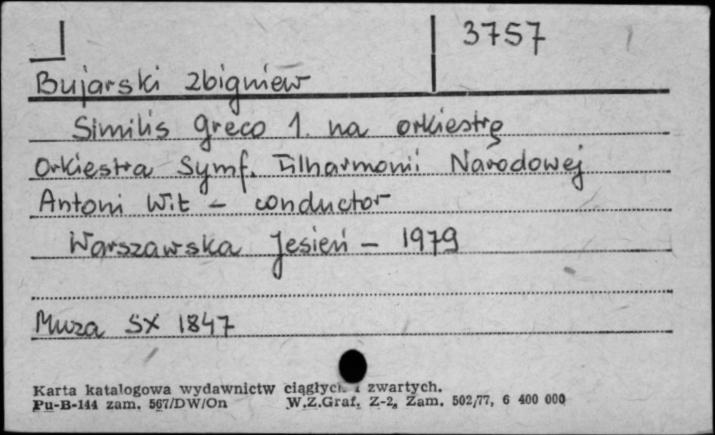 3757
Bujarski Zbigniew
Similis Greco 1. na orkiestrę
Orkiestra Symf. Filharmonii Narodowej
Antoni Wit - conductor
Warszawska Jesień - 1979
Muza SX 1847
Karta katalogowa wydawnictw ciągłych i zwartych.
Pu-B-144 zam. 567/DW/On W.Z.Graf. Z-2, Zam. 502/77, 6 400 000